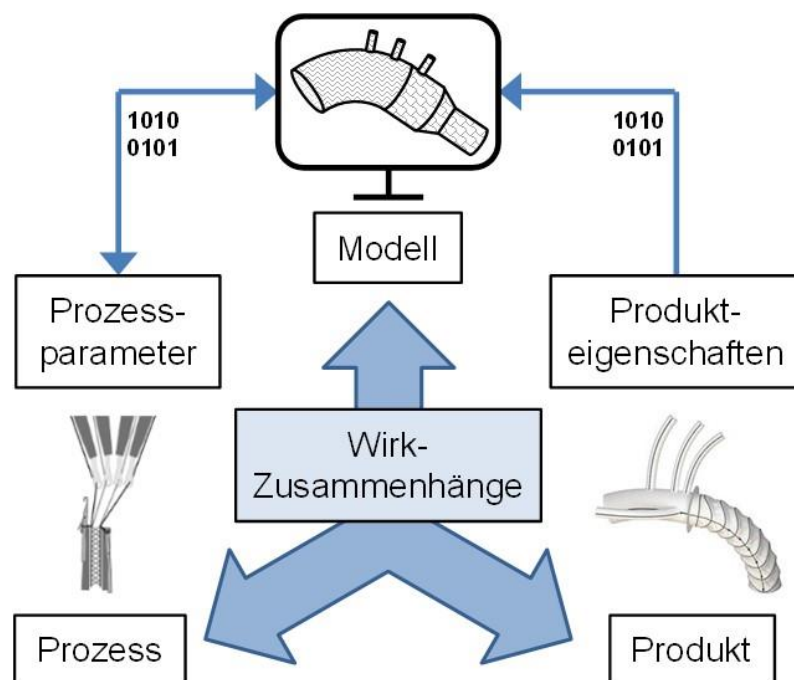 1010
0101
1010
0101
Modell
Prozess-
parameter
Produkt-
eigenschaften
Wirk-
Zusammenhänge
Prozess
Produkt